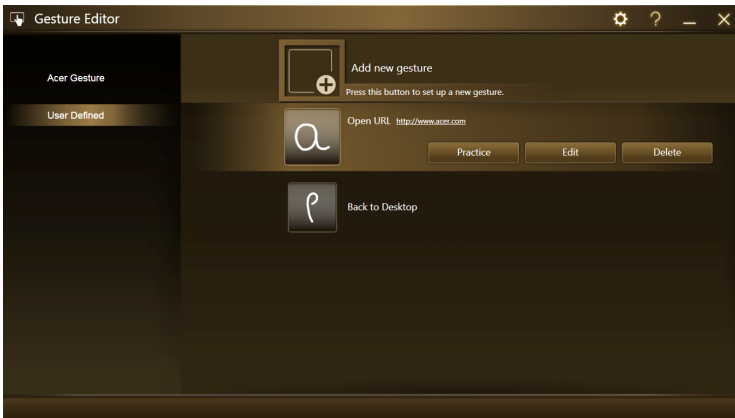 Gesture Editor
Acer Gesture
User Defined
Add new gesture
Press this button to set up a new gesture.
a
Open URL http://www.acer.com
Practice Edit Delete
Back to Desktop